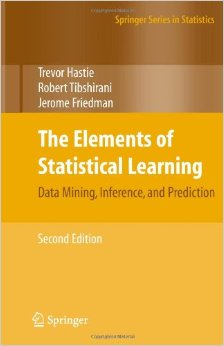 Springer Series in Statistics
Trevor Hastie
Robert Tibshirani
Jerome Friedman
The Elements of
Statistical Learning
Data Mining, Inference, and Prediction
Second Edition
Springer